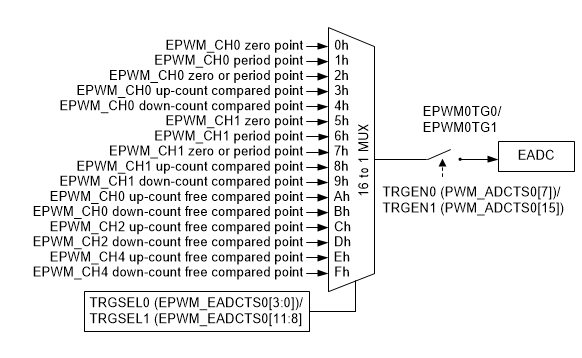 EPWM_CH0 zero point 0h
EPWM_CH0 period point 1h
EPWM_CH0 zero or period point 2h
EPWM_CH0 up-count compared point 3h
EPWM_CH0 down-count compared point 4h
EPWM_CH1 zero point 5h
EPWM_CH1 period point 6h
EPWM_CH1 zero or period point 7h
EPWM_CH1 up-count compared point 8h
EPWM_CH1 down-count compared point 9h
EPWM_CH0 up-count free compared point Ah
EPWM_CH0 down-count free compared point Bh
EPWM_CH2 up-count free compared point Ch
EPWM_CH2 down-count free compared point Dh
EPWM_CH4 up-count free compared point Eh
EPWM_CH4 down-count free compared point Fh
16 to 1 MUX
EPWM0TG0/
EPWM0TG1
EADC
TRGEN0 (PWM_ADCTS0[7])/
TRGEN1 (PWM_ADCTS0[15])
TRGSEL0 (EPWM_EADCTS0[3:0])/
TRGSEL1 (EPWM_EADCTS0[11:8]